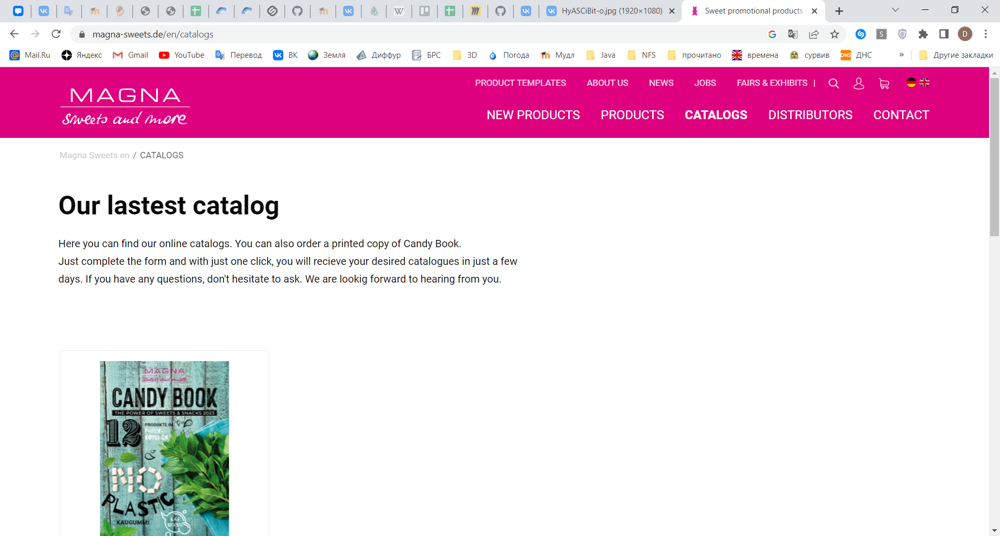 HyASCiBit-o.jpg (1920×1080)
Sweet promotional products
magna-sweets.de/en/catalogs
S
D
Mail.Ru
Яндекс
Gmail
YouTube
Перевод
ВК
Земля
Диффур
БРС
3D
Погода
Мудл
Java
NFS
прочитано
времена
сурвив
ДНС
»
Другие закладки
PRODUCT TEMPLATES
ABOUT US
NEWS
JOBS
FAIRS & EXHIBITS |
MAGNA
sweets and more
NEW PRODUCTS
PRODUCTS
CATALOGS
DISTRIBUTORS
CONTACT
Magna Sweets en / CATALOGS
Our lastest catalog
Here you can find our online catalogs. You can also order a printed copy of Candy Book.
Just complete the form and with just one click, you will recieve your desired catalogues in just a few
days. If you have any questions, don't hesitate to ask. We are lookig forward to hearing from you.
MAGNA
sweets and more
CANDY BOOK
THE POWER OF SWEETS & SNACKS 2023
12
PRODUKTE IM
PAPIER-
TÜTCHEN
NO
PLASTIC
KAUGUMMI
KAU
SPASS!